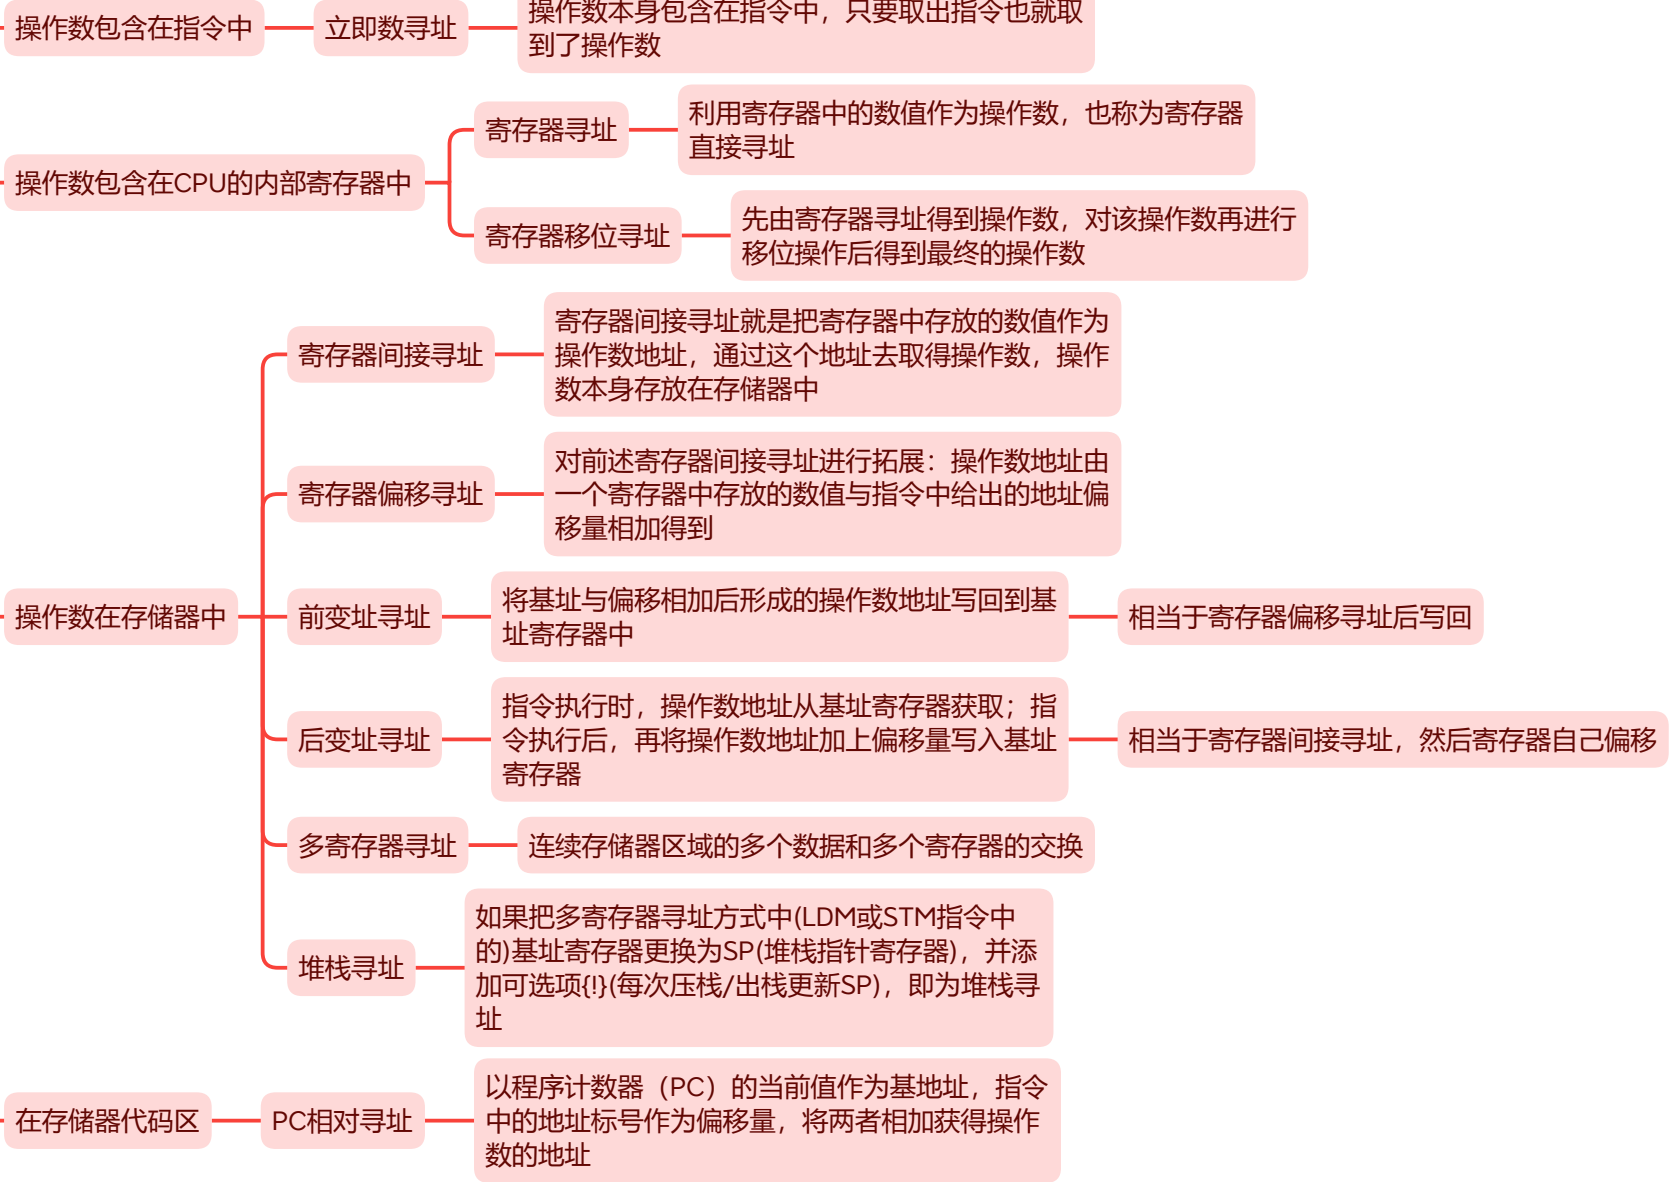 操作数包含在指令中
立即数寻址
操作数本身包含在指令中，只要取出指令也就取
到了操作数
操作数包含在CPU的内部寄存器中
寄存器寻址
利用寄存器中的数值作为操作数，也称为寄存器
直接寻址
寄存器移位寻址
先由寄存器寻址得到操作数，对该操作数再进行
移位操作后得到最终的操作数
操作数在存储器中
寄存器间接寻址
寄存器间接寻址就是把寄存器中存放的数值作为
操作数地址，通过这个地址去取得操作数，操作
数本身存放在存储器中
寄存器偏移寻址
对前述寄存器间接寻址进行拓展：操作数地址由
一个寄存器中存放的数值与指令中给出的地址偏
移量相加得到
前变址寻址
将基址与偏移相加后形成的操作数地址写回到基
址寄存器中
相当于寄存器偏移寻址后写回
后变址寻址
指令执行时，操作数地址从基址寄存器获取；指
令执行后，再将操作数地址加上偏移量写入基址
寄存器
相当于寄存器间接寻址，然后寄存器自己偏移
多寄存器寻址
连续存储器区域的多个数据和多个寄存器的交换
堆栈寻址
如果把多寄存器寻址方式中(LDM或STM指令中
的)基址寄存器更换为SP(堆栈指针寄存器)，并添
加可选项{!}(每次压栈/出栈更新SP)，即为堆栈寻
址
在存储器代码区
PC相对寻址
以程序计数器（PC）的当前值作为基地址，指令
中的地址标号作为偏移量，将两者相加获得操作
数的地址